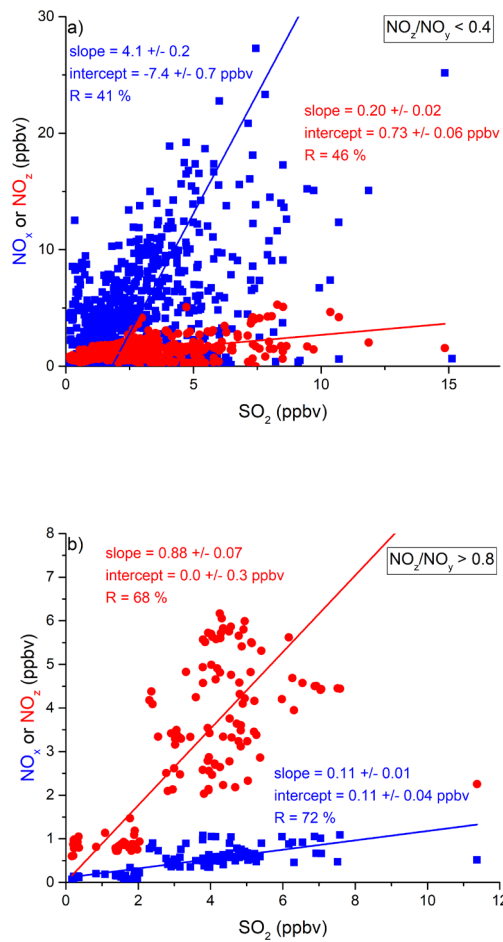 a)
NOz/NOy < 0.4
slope = 4.1 +/- 0.2
intercept = -7.4 +/- 0.7 ppbv
R = 41 %
slope = 0.20 +/- 0.02
intercept = 0.73 +/- 0.06 ppbv
R = 46 %
NOx or NOz (ppbv)
30
20
10
0
0 5 10 15
SO2 (ppbv)
b)
NOz/NOy > 0.8
slope = 0.88 +/- 0.07
intercept = 0.0 +/- 0.3 ppbv
R = 68 %
slope = 0.11 +/- 0.01
intercept = 0.11 +/- 0.04 ppbv
R = 72 %
NOx or NOz (ppbv)
8
7
6
5
4
3
2
1
0
0 2 4 6 8 10 12
SO2 (ppbv)